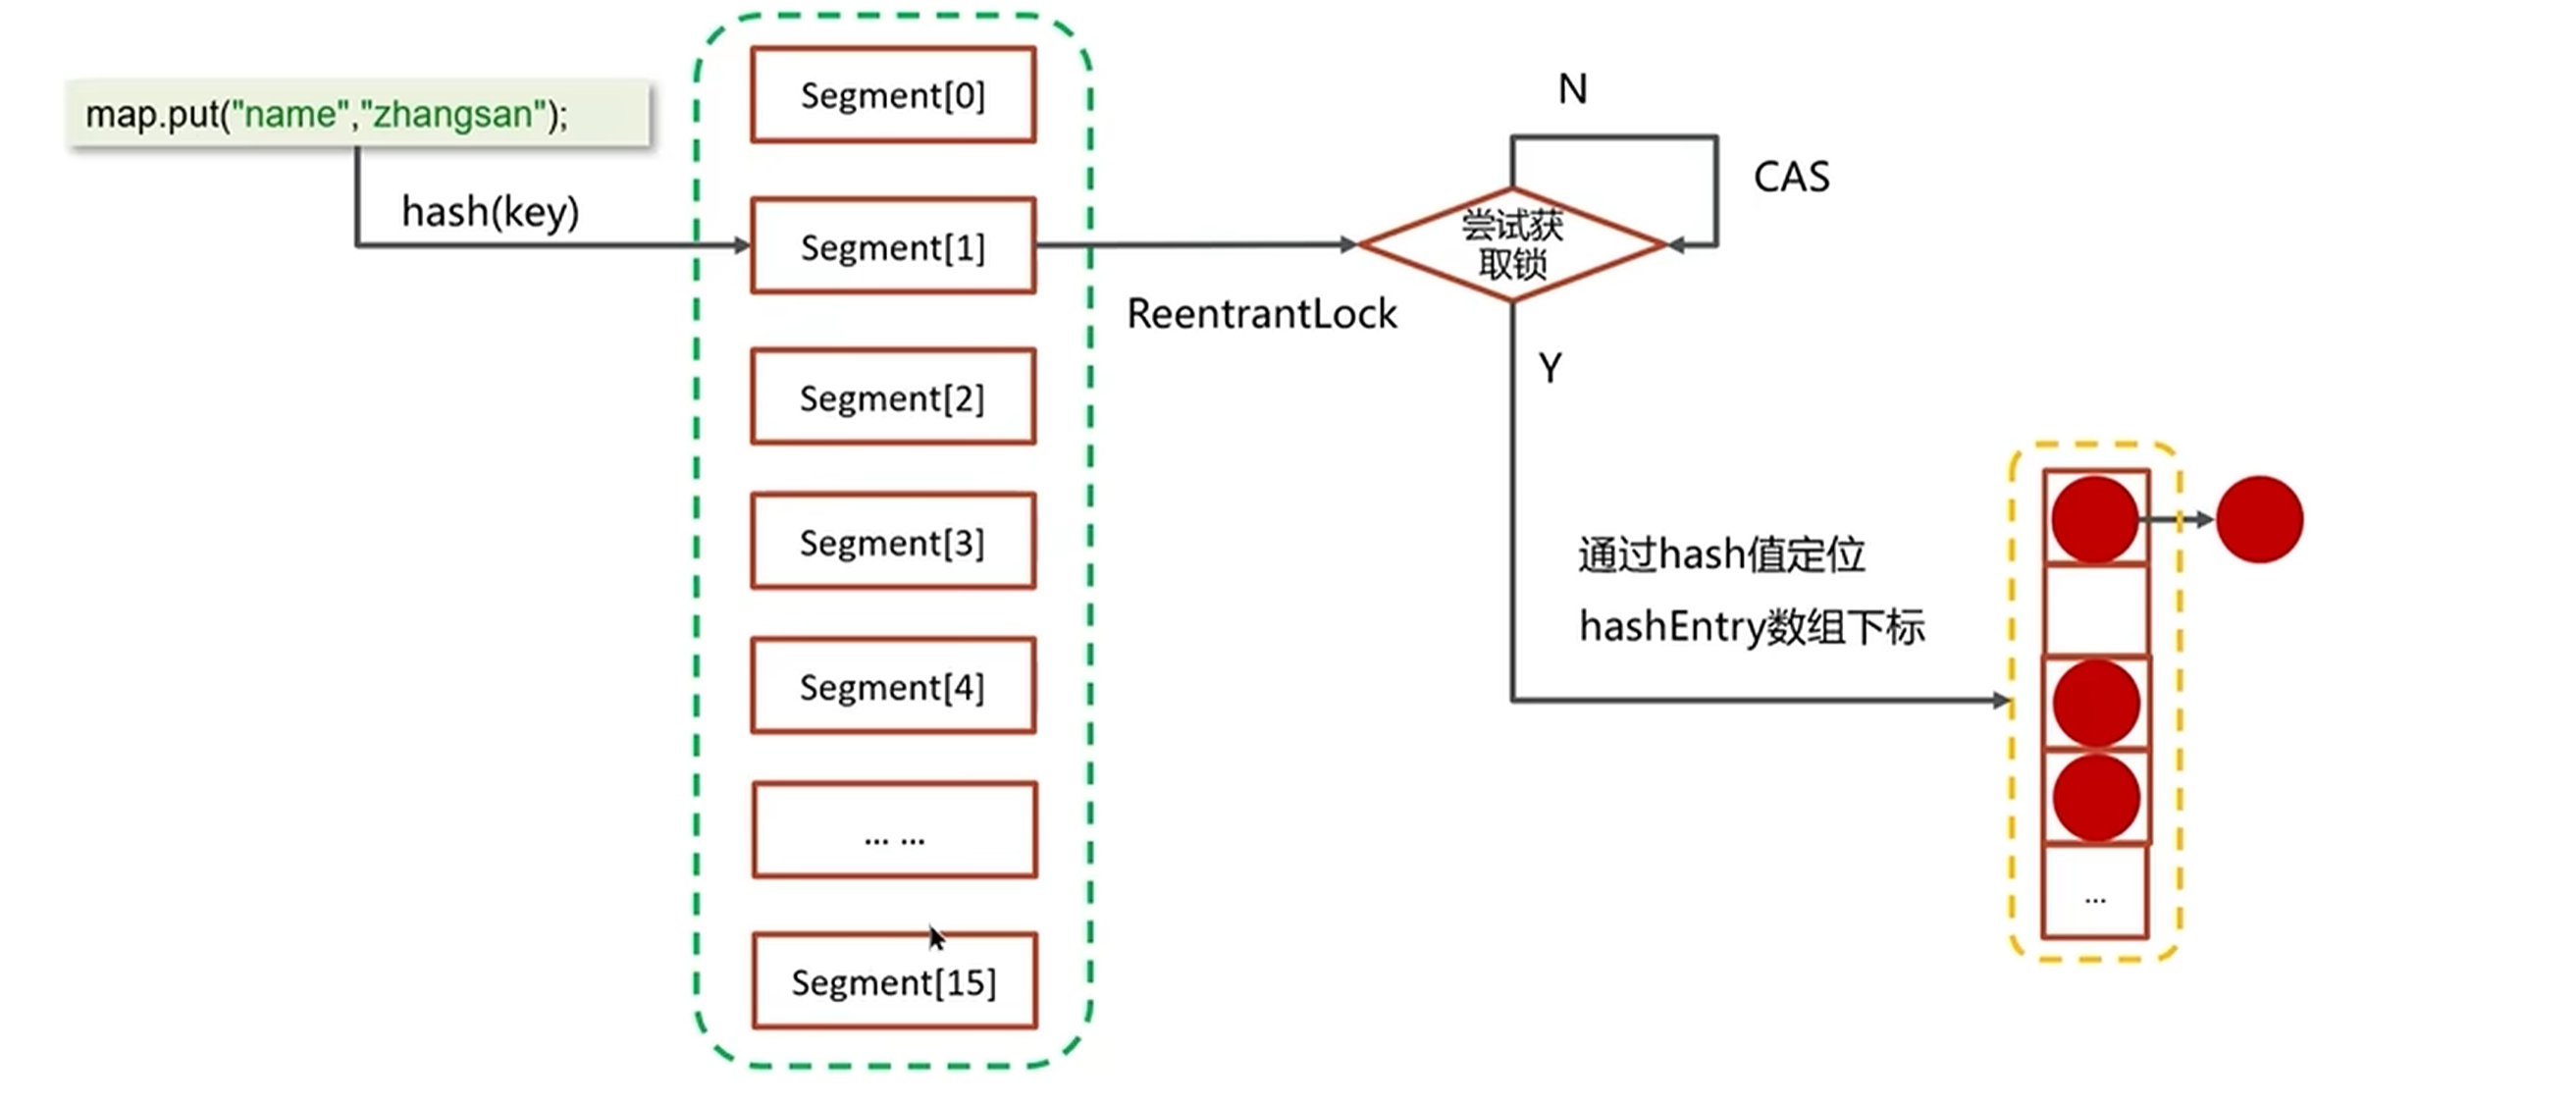 map.put("name","zhangsan");
hash(key)
Segment[0]
Segment[1]
Segment[2]
Segment[3]
Segment[4]
... ...
Segment[15]
ReentrantLock
N
CAS
尝试获
取锁
Y
通过hash值定位
hashEntry数组下标
...